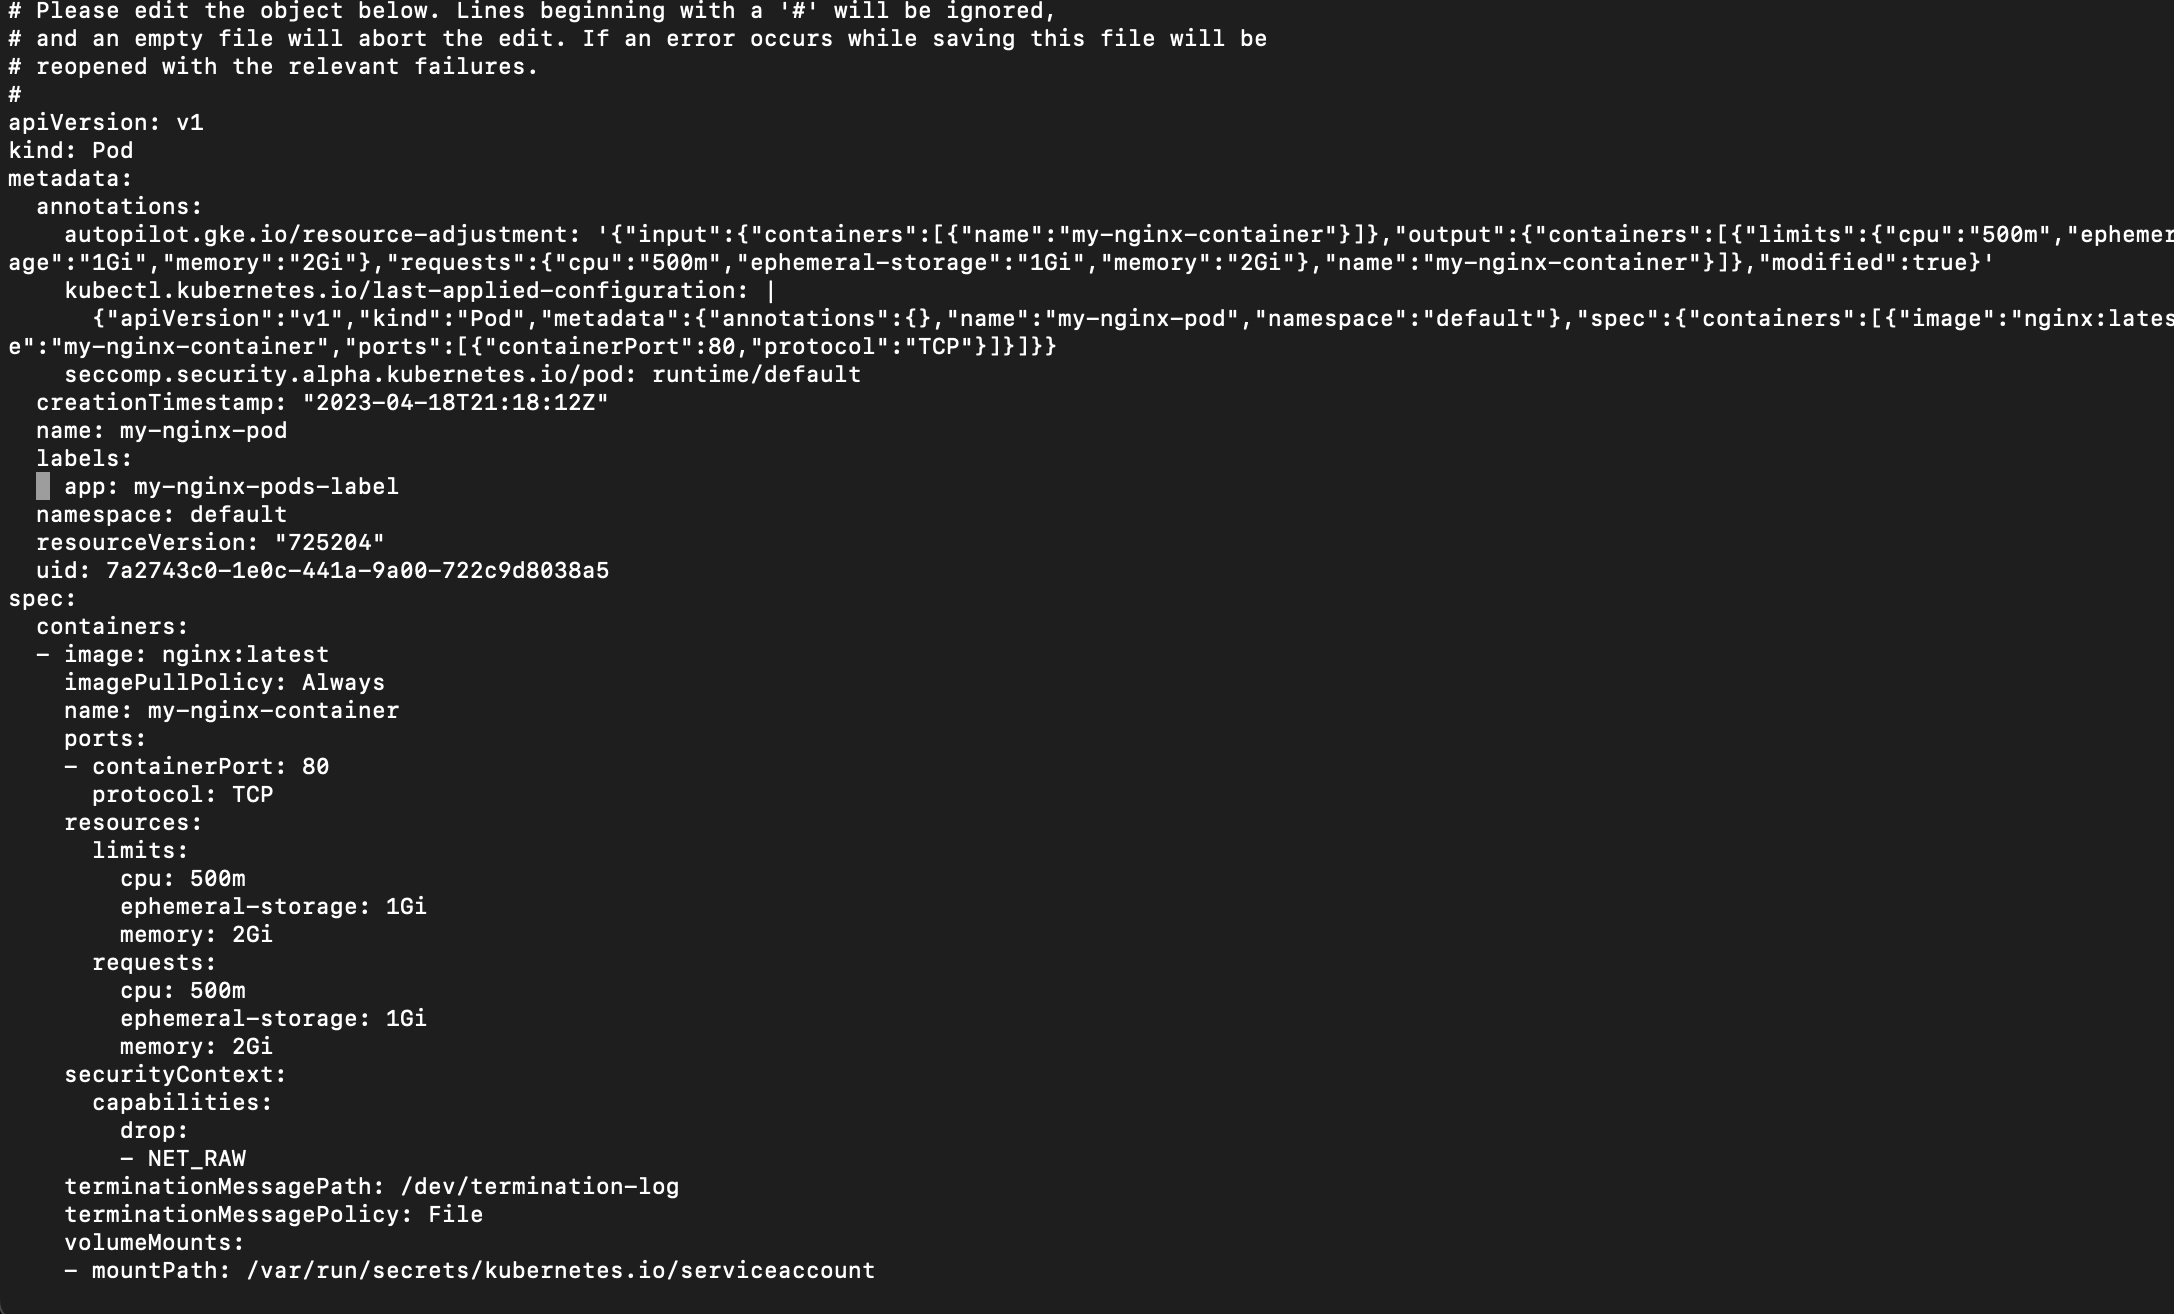 # Please edit the object below. Lines beginning with a '#' will be ignored,
# and an empty file will abort the edit. If an error occurs while saving this file will be
# reopened with the relevant failures.
#
apiVersion: v1
kind: Pod
metadata:
  annotations:
    autopilot.gke.io/resource-adjustment: '{"input":{"containers":[{"name":"my-nginx-container"}]},"output":{"containers":[{"limits":{"cpu":"500m","ephemer
age":"1Gi","memory":"2Gi"},"requests":{"cpu":"500m","ephemeral-storage":"1Gi","memory":"2Gi"},"name":"my-nginx-container"}]},"modified":true}'
    kubectl.kubernetes.io/last-applied-configuration: |
      {"apiVersion":"v1","kind":"Pod","metadata":{"annotations":{},"name":"my-nginx-pod","namespace":"default"},"spec":{"containers":[{"image":"nginx:lates
e":"my-nginx-container","ports":[{"containerPort":80,"protocol":"TCP"}]}]}}
    seccomp.security.alpha.kubernetes.io/pod: runtime/default
  creationTimestamp: "2023-04-18T21:18:12Z"
  name: my-nginx-pod
  labels:
    app: my-nginx-pods-label
  namespace: default
  resourceVersion: "725204"
  uid: 7a2743c0-1e0c-441a-9a00-722c9d8038a5
spec:
  containers:
  - image: nginx:latest
    imagePullPolicy: Always
    name: my-nginx-container
    ports:
    - containerPort: 80
      protocol: TCP
    resources:
      limits:
        cpu: 500m
        ephemeral-storage: 1Gi
        memory: 2Gi
      requests:
        cpu: 500m
        ephemeral-storage: 1Gi
        memory: 2Gi
    securityContext:
      capabilities:
        drop:
        - NET_RAW
    terminationMessagePath: /dev/termination-log
    terminationMessagePolicy: File
    volumeMounts:
    - mountPath: /var/run/secrets/kubernetes.io/serviceaccount